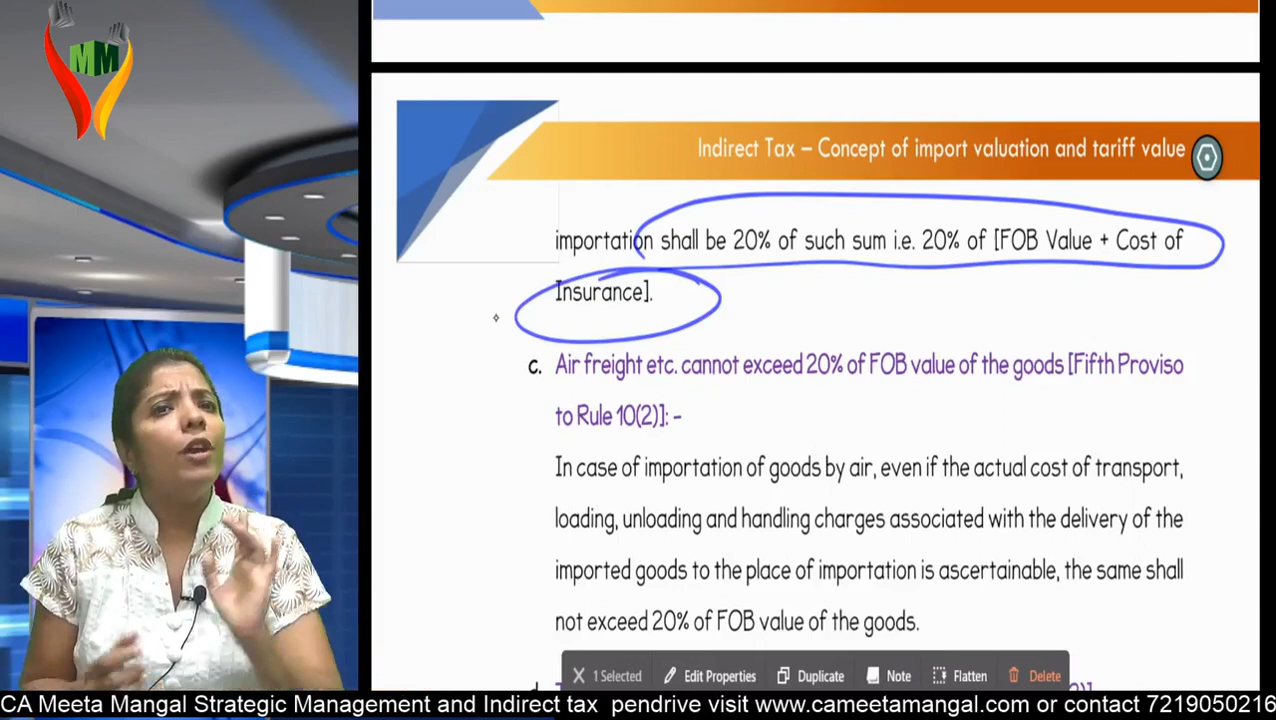 MM
Indirect Tax – Concept of import valuation and tariff value
importation shall be 20% of such sum i.e. 20% of [FOB Value + Cost of
Insurance].
c. Air freight etc. cannot exceed 20% of FOB value of the goods [Fifth Proviso
to Rule 10(2)]: -
In case of importation of goods by air, even if the actual cost of transport,
loading, unloading and handling charges associated with the delivery of the
imported goods to the place of importation is ascertainable, the same shall
not exceed 20% of FOB value of the goods.
1 Selected Edit Properties Duplicate Note Flatten Delete
CA Meeta Mangal Strategic Management and Indirect tax pendrive visit www.cameetamangal.com or contact 7219050216